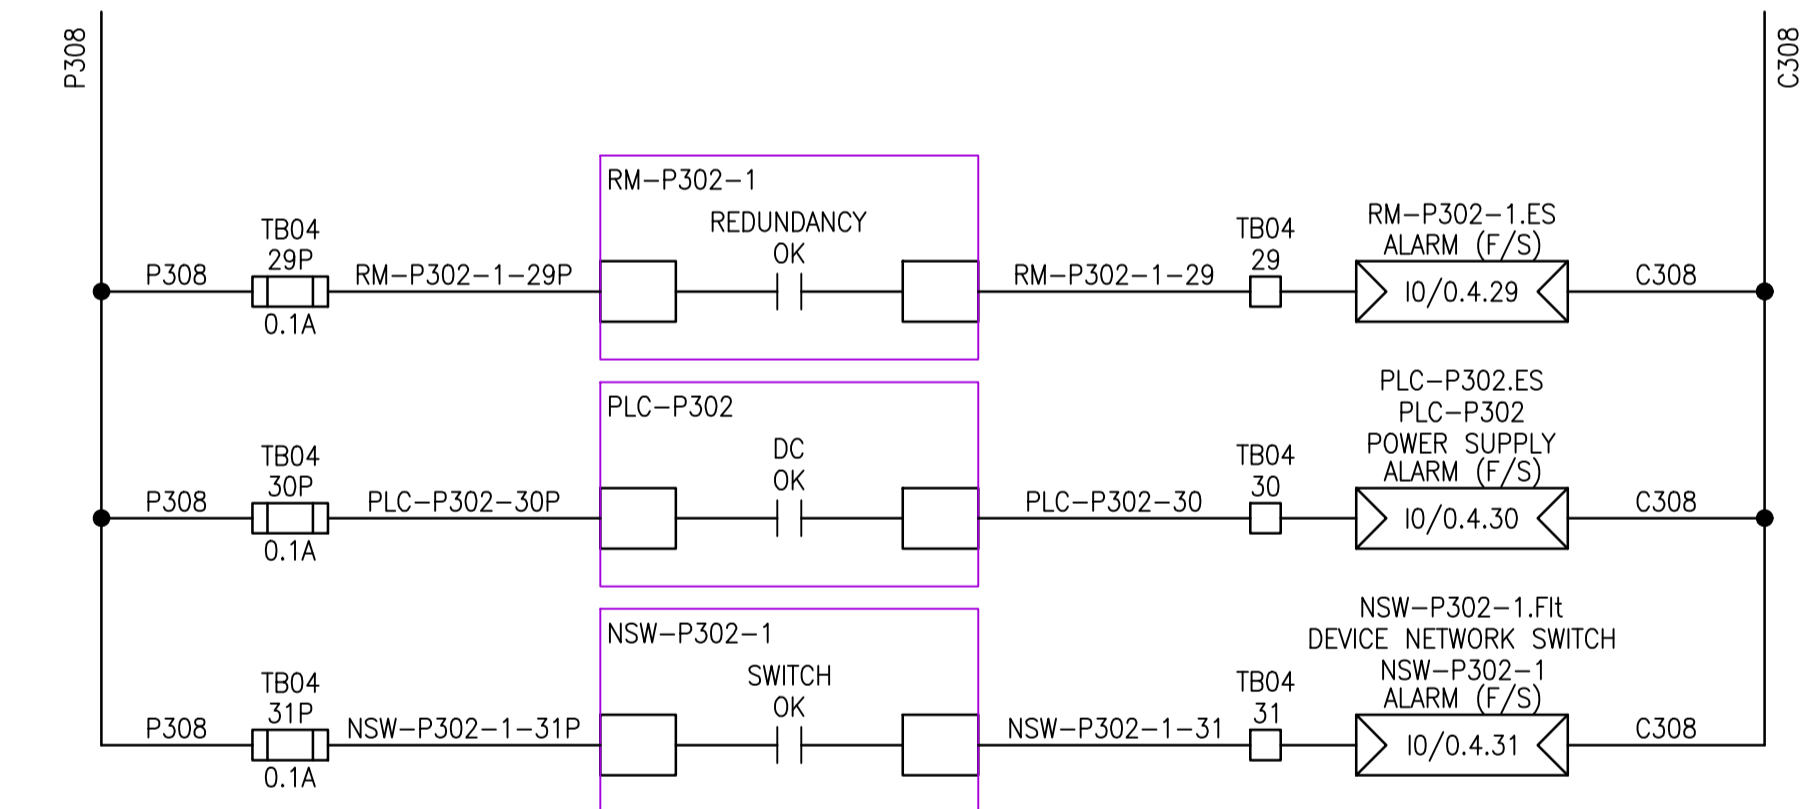 P308
C308
RM-P302-1
REDUNDANCY
OK
TB04
29P
P308
RM-P302-1-29P
0.1A
RM-P302-1-29
TB04
29
RM-P302-1.ES
ALARM (F/S)
IO/0.4.29
C308
PLC-P302
DC
OK
TB04
30P
P308
PLC-P302-30P
0.1A
PLC-P302-30
TB04
30
PLC-P302.ES
PLC-P302
POWER SUPPLY
ALARM (F/S)
IO/0.4.30
C308
NSW-P302-1
SWITCH
OK
TB04
31P
P308
NSW-P302-1-31P
0.1A
NSW-P302-1-31
TB04
31
NSW-P302-1.Flt
DEVICE NETWORK SWITCH
NSW-P302-1
ALARM (F/S)
IO/0.4.31
C308